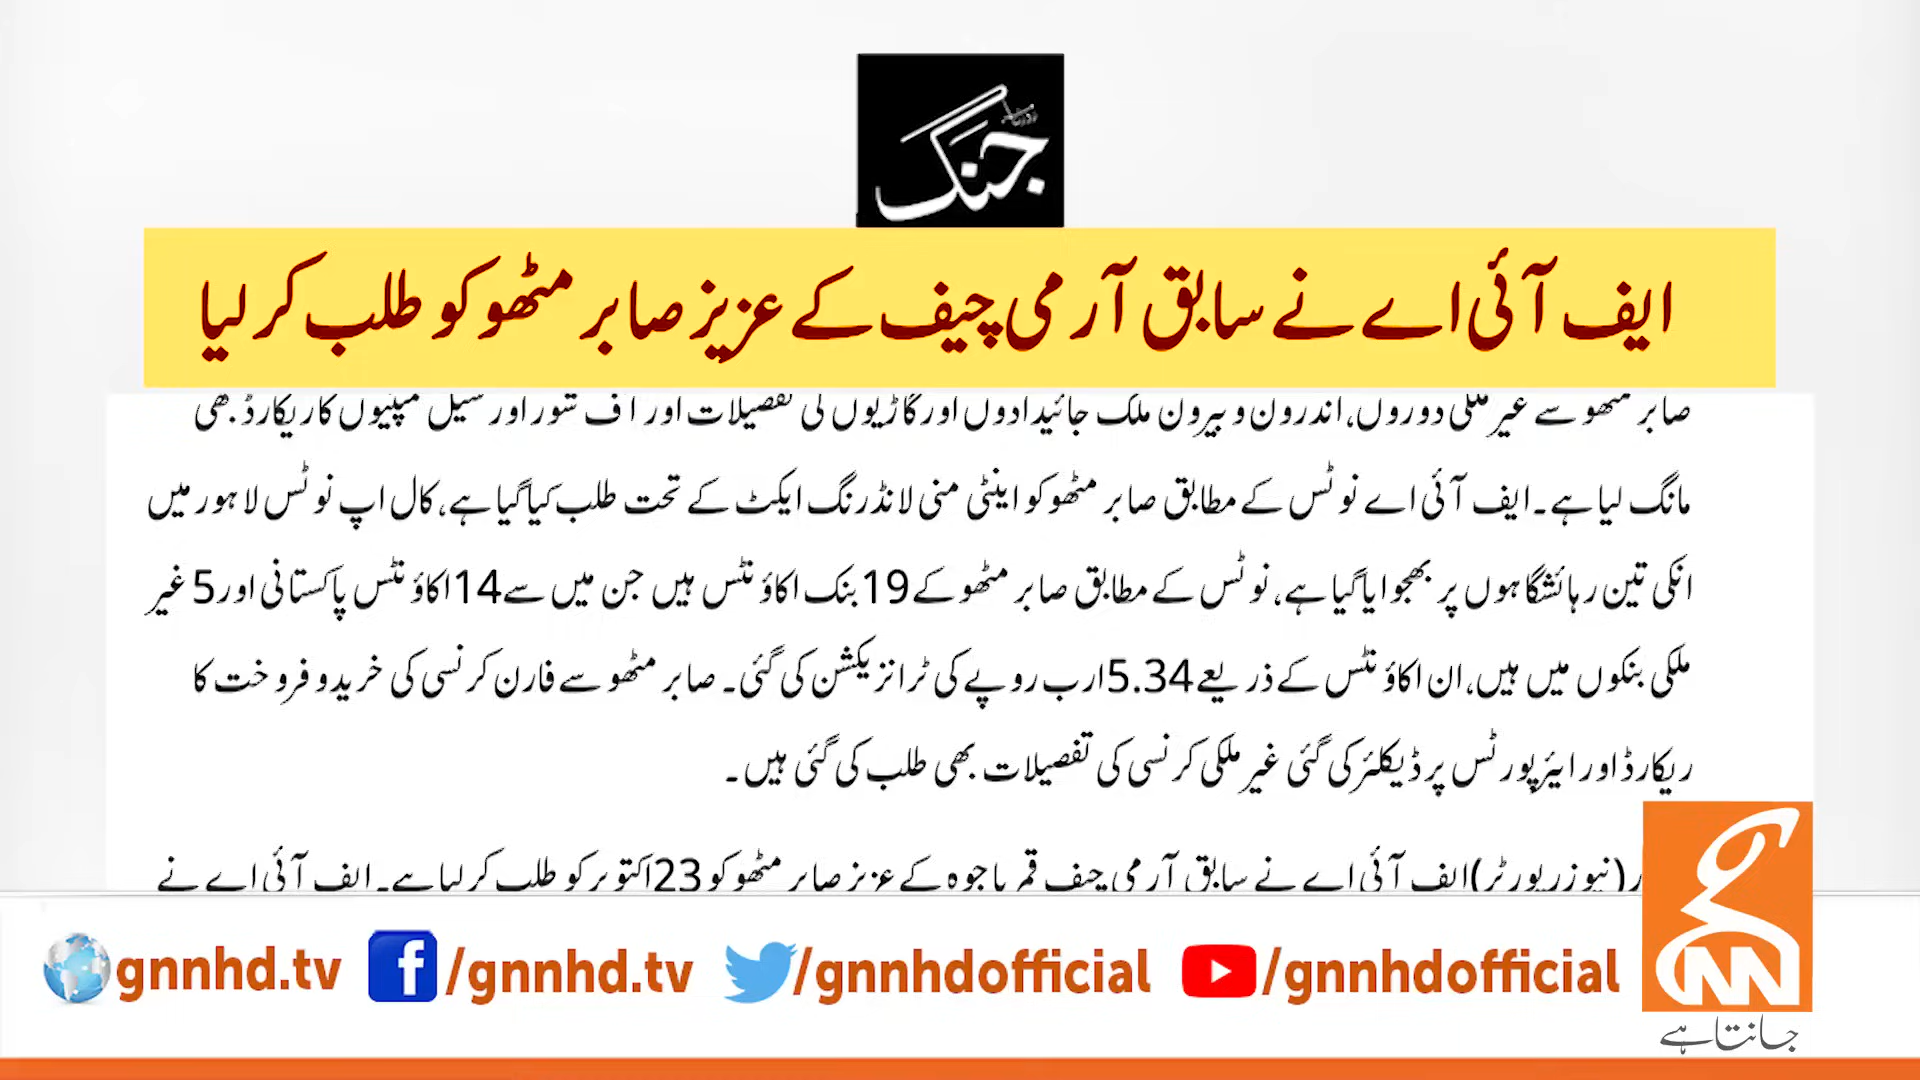 روزنامہ
جنگ
ایف آئی اے نے سابق آرمی چیف کے عزیز صابر مٹھو کو طلب کر لیا
صابر مٹھو سے غیر ملکی دوروں، اندرون و بیرون ملک جائیدادوں اور گاڑیوں کی تفصیلات اور آف شور اور شیل کمپنیوں کا ریکارڈ بھی
مانگ لیا ہے۔ ایف آئی اے نوٹس کے مطابق صابر مٹھو کو اینٹی منی لانڈرنگ ایکٹ کے تحت طلب کیا گیا ہے، کال اپ نوٹس لاہور میں
انکی تین رہائشگاہوں پر بھجوایا گیا ہے، نوٹس کے مطابق صابر مٹھو کے 19 بنک اکاؤنٹس ہیں جن میں سے 14 اکاؤنٹس پاکستانی اور 5 غیر
ملکی بنکوں میں ہیں، ان اکاؤنٹس کے ذریعے 5.34 ارب روپے کی ٹرانزیکشن کی گئی۔ صابر مٹھو سے فارن کرنسی کی خرید و فروخت کا
ریکارڈ اور ایئرپورٹس پر ڈیکلئر کی گئی غیر ملکی کرنسی کی تفصیلات بھی طلب کی گئی ہیں۔
(نیوز رپورٹر) ایف آئی اے نے سابق آرمی چیف قمر باجوہ کے عزیز صابر مٹھو کو 23 اکتوبر کو طلب کر لیا ہے۔ ایف آئی اے نے
gnnhd.tv /gnnhd.tv /gnnhdofficial /gnnhdofficial
GNN
جانتا ہے